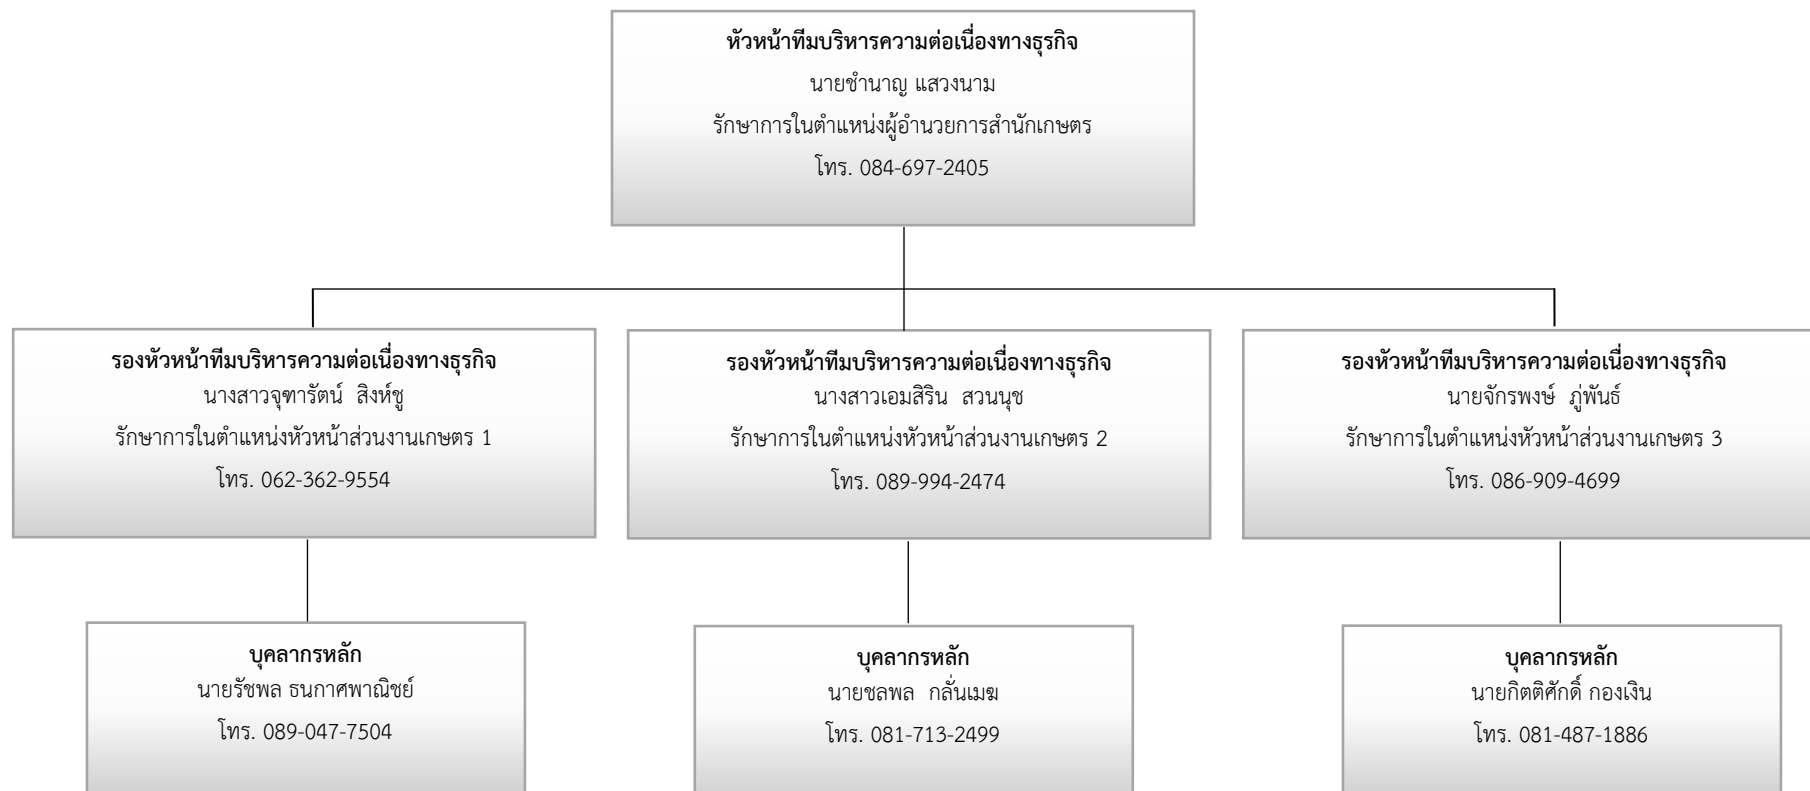 หัวหน้าทีมบริหารความต่อเนื่องทางธุรกิจ
นายชำนาญ แสวงนาม
รักษาการในตำแหน่งผู้อำนวยการสำนักเกษตร
โทร. 084-697-2405
รองหัวหน้าทีมบริหารความต่อเนื่องทางธุรกิจ
นางสาวจุฑารัตน์ สิงห์ชู
รักษาการในตำแหน่งหัวหน้าส่วนงานเกษตร 1
โทร. 062-362-9554
รองหัวหน้าทีมบริหารความต่อเนื่องทางธุรกิจ
นางสาวเอมสิริน สวนนุช
รักษาการในตำแหน่งหัวหน้าส่วนงานเกษตร 2
โทร. 089-994-2474
รองหัวหน้าทีมบริหารความต่อเนื่องทางธุรกิจ
นายจักรพงษ์ ภู่พันธ์
รักษาการในตำแหน่งหัวหน้าส่วนงานเกษตร 3
โทร. 086-909-4699
บุคลากรหลัก
นายรัชพล ธนกาศพาณิชย์
โทร. 089-047-7504
บุคลากรหลัก
นายชลพล กลั่นเมฆ
โทร. 081-713-2499
บุคลากรหลัก
นายกิตติศักดิ์ กองเงิน
โทร. 081-487-1886